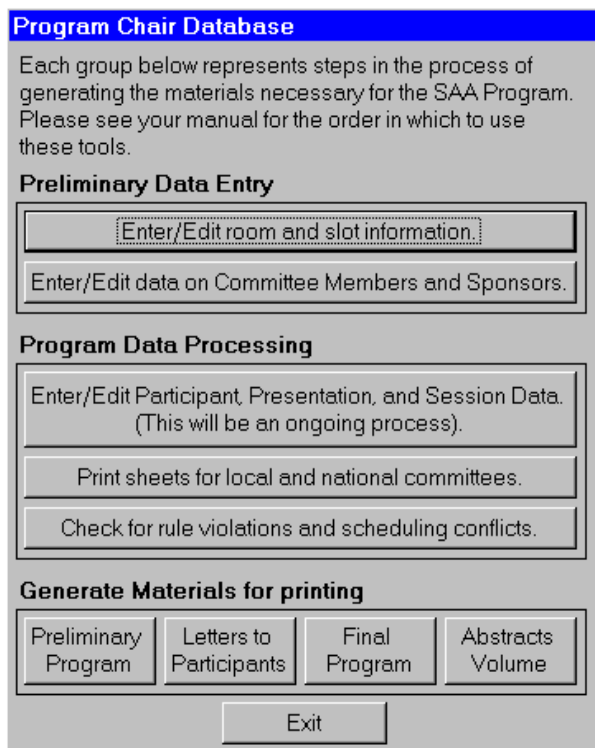 Program Chair Database
Each group below represents steps in the process of
generating the materials necessary for the SAA Program.
Please see your manual for the order in which to use
these tools.
Preliminary Data Entry
Enter/Edit room and slot information.
Enter/Edit data on Committee Members and Sponsors.
Program Data Processing
Enter/Edit Participant, Presentation, and Session Data.
(This will be an ongoing process).
Print sheets for local and national committees.
Check for rule violations and scheduling conflicts.
Generate Materials for printing
Preliminary
Program
Letters to
Participants
Final
Program
Abstracts
Volume
Exit